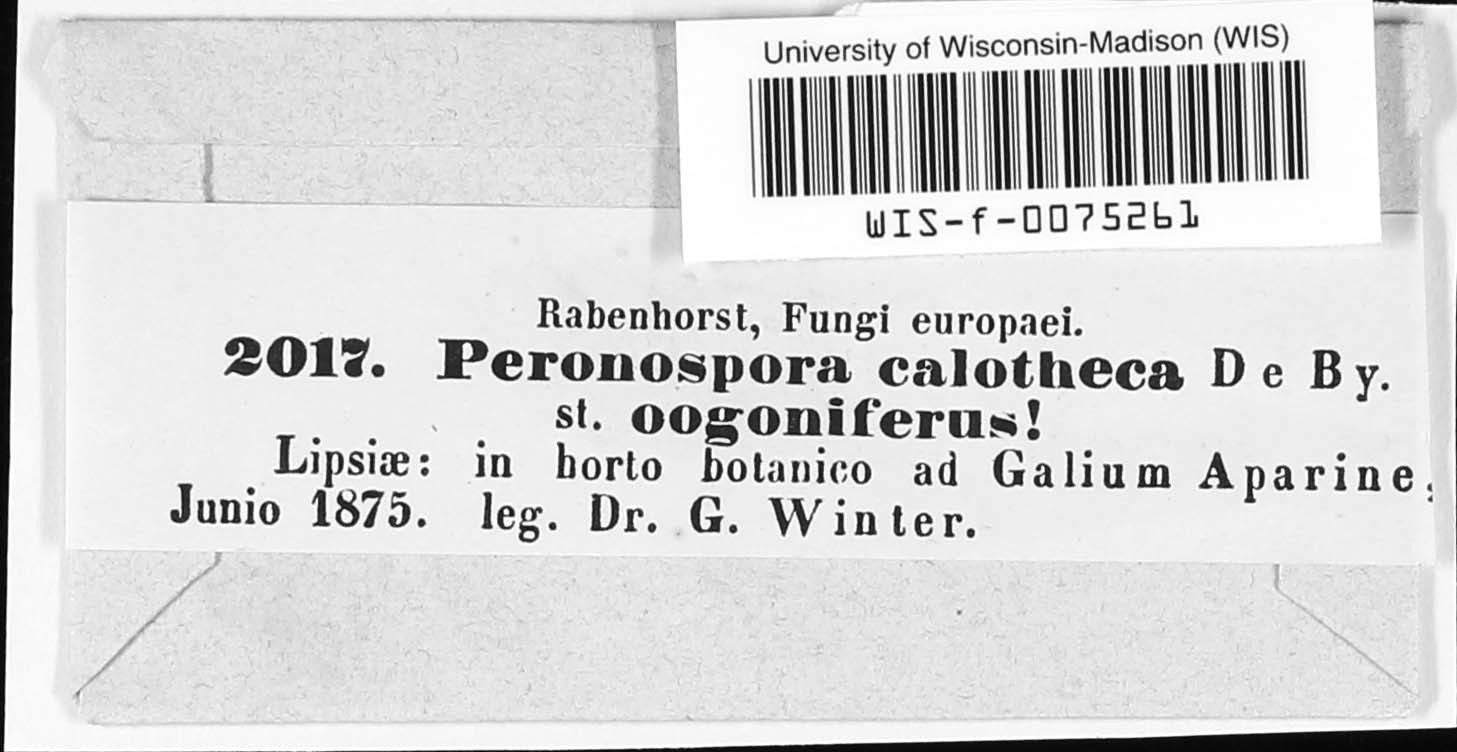 University of Wisconsin-Madison (WIS)
WIS-f-0075261
Rabenhorst, Fungi europaei.
2017. Peronospora calotheca De By.
st. oogoniferus!
Lipsiæ: in horto botanico ad Galium Aparine,
Junio 1875. leg. Dr. G. Winter.